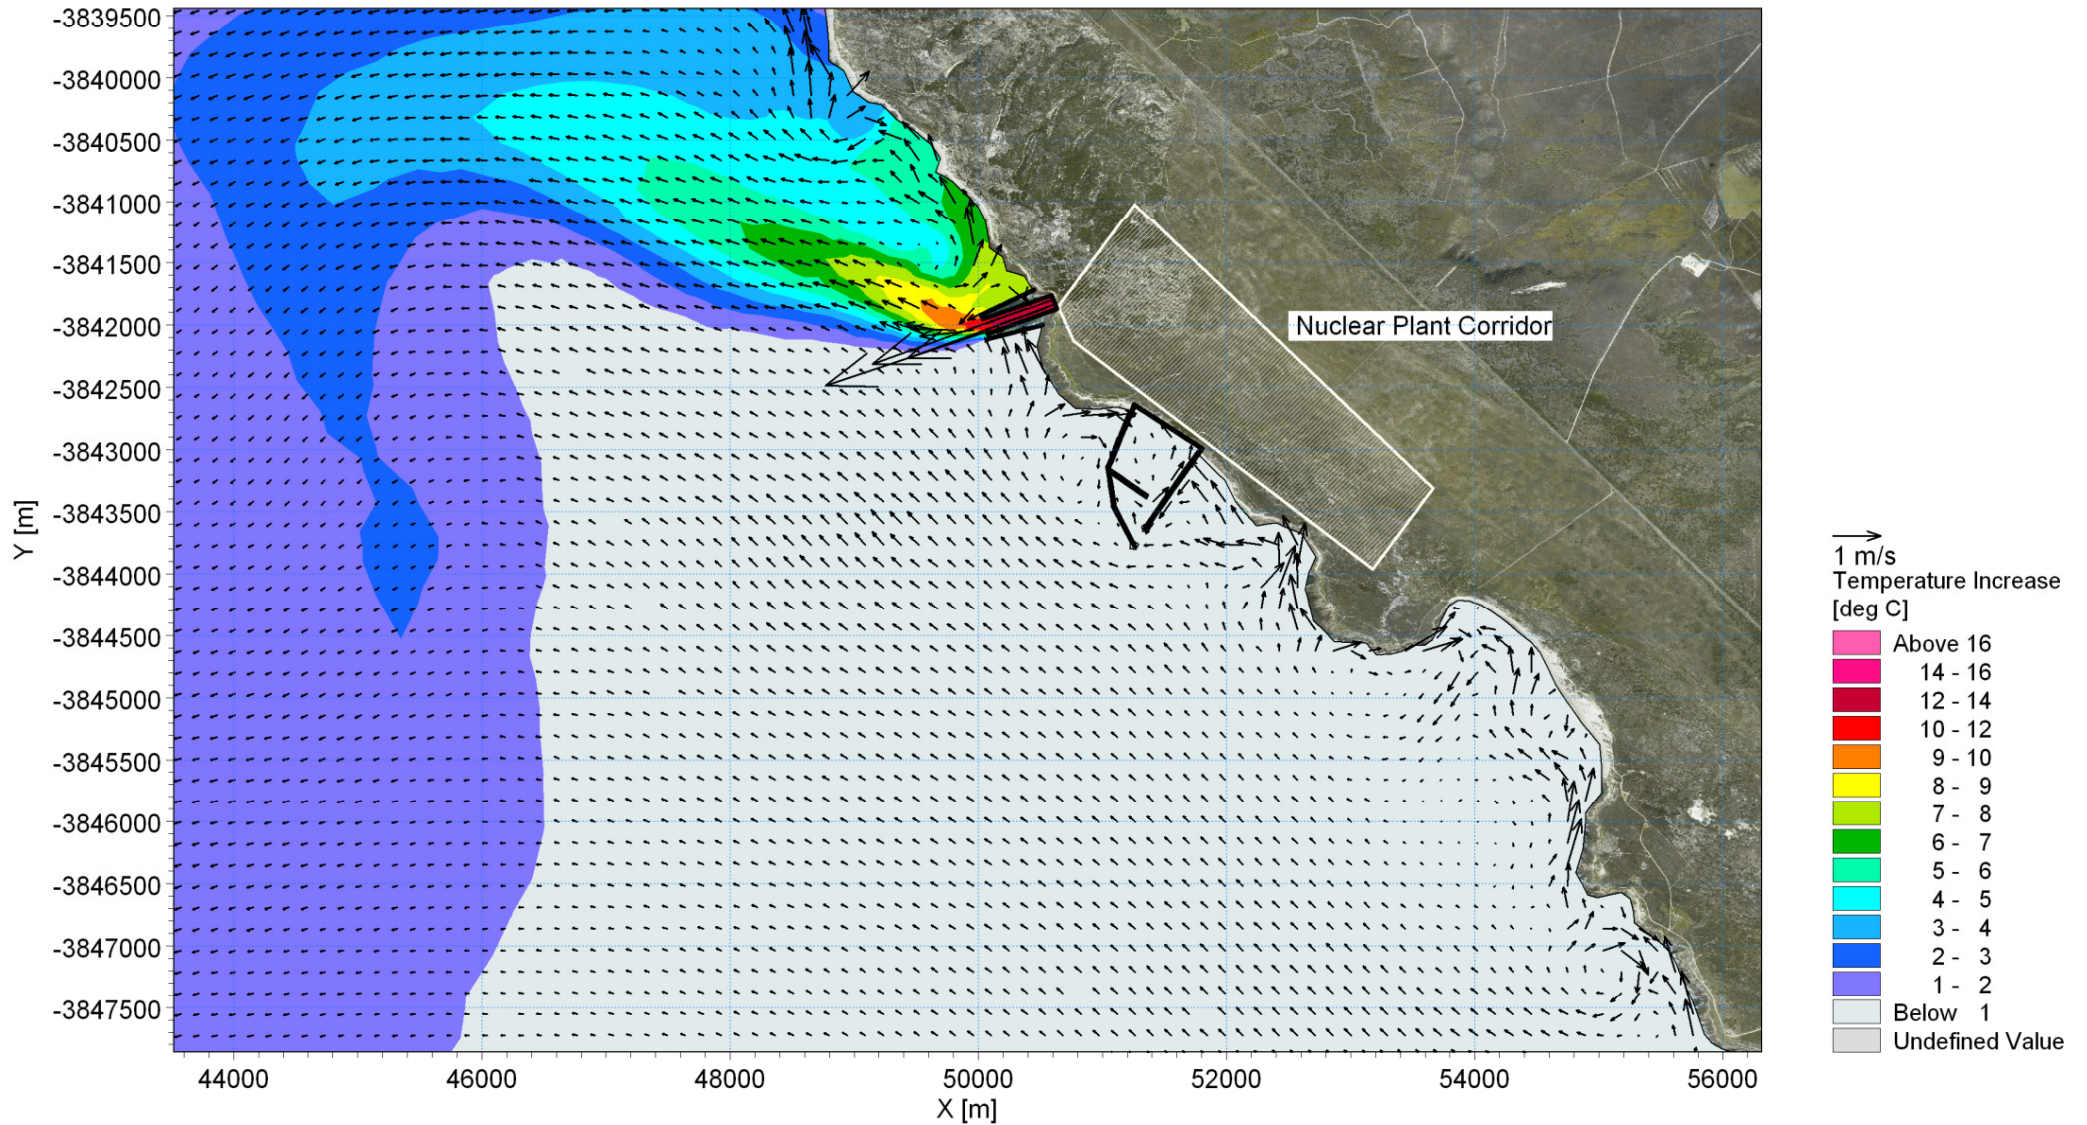 -3839500
-3840000
-3840500
-3841000
-3841500
-3842000
-3842500
-3843000
-3843500
-3844000
-3844500
-3845000
-3845500
-3846000
-3846500
-3847000
-3847500
Y [m]
44000 46000 48000 50000 52000 54000 56000
X [m]
Nuclear Plant Corridor
1 m/s
Temperature Increase
[deg C]
Above 16
14 - 16
12 - 14
10 - 12
9 - 10
8 - 9
7 - 8
6 - 7
5 - 6
4 - 5
3 - 4
2 - 3
1 - 2
Below 1
Undefined Value